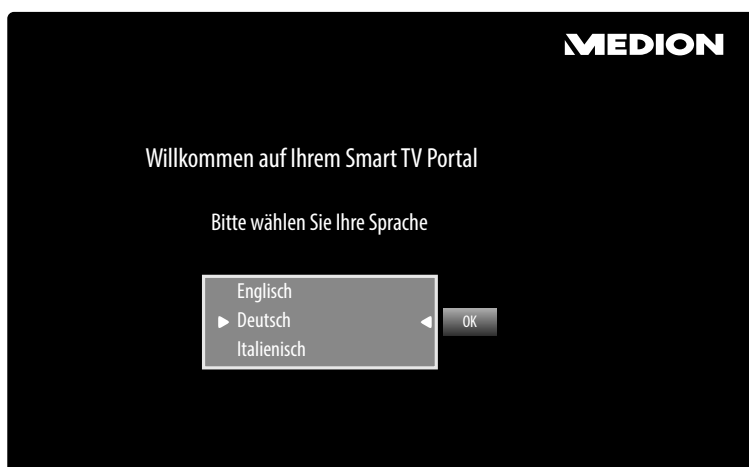 MEDION
Willkommen auf Ihrem Smart TV Portal
Bitte wählen Sie Ihre Sprache
Englisch
Deutsch
OK
Italienisch